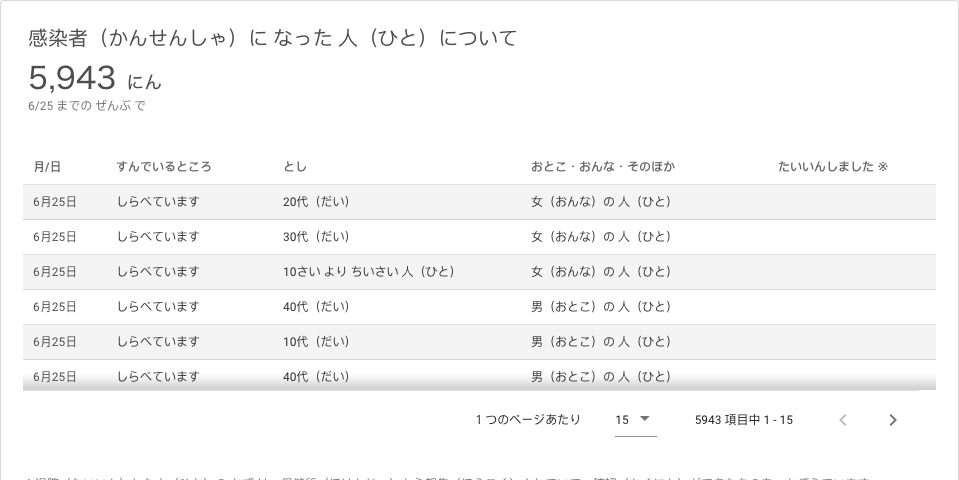 感染者（かんせんしゃ）に なった 人（ひと）について
5,943 にん
6/25 までの ぜんぶ で
月/日 すんでいるところ とし おとこ・おんな・そのほか たいいんしました ※
6月25日 しらべています 20代（だい） 女（おんな）の 人（ひと）
6月25日 しらべています 30代（だい） 女（おんな）の 人（ひと）
6月25日 しらべています 10さい より ちいさい 人（ひと） 女（おんな）の 人（ひと）
6月25日 しらべています 40代（だい） 男（おとこ）の 人（ひと）
6月25日 しらべています 10代（だい） 男（おとこ）の 人（ひと）
6月25日 しらべています 40代（だい） 男（おとこ）の 人（ひと）
1 つのページあたり 15 5943 項目中 1 - 15